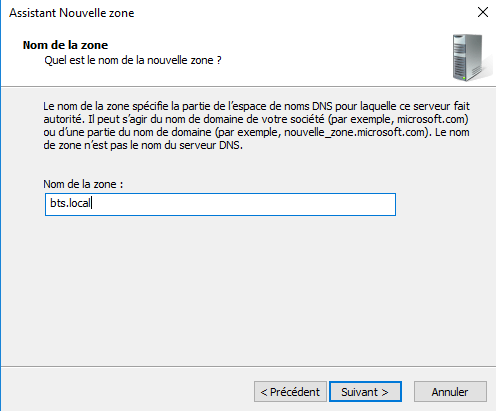 Assistant Nouvelle zone
Nom de la zone
Quel est le nom de la nouvelle zone ?
Le nom de la zone spécifie la partie de l'espace de noms DNS pour laquelle ce serveur fait
autorité. Il peut s'agir du nom de domaine de votre société (par exemple, microsoft.com)
ou d'une partie du nom de domaine (par exemple, nouvelle_zone.microsoft.com). Le nom
de zone n'est pas le nom du serveur DNS.
Nom de la zone :
bts.local
< Précédent
Suivant >
Annuler